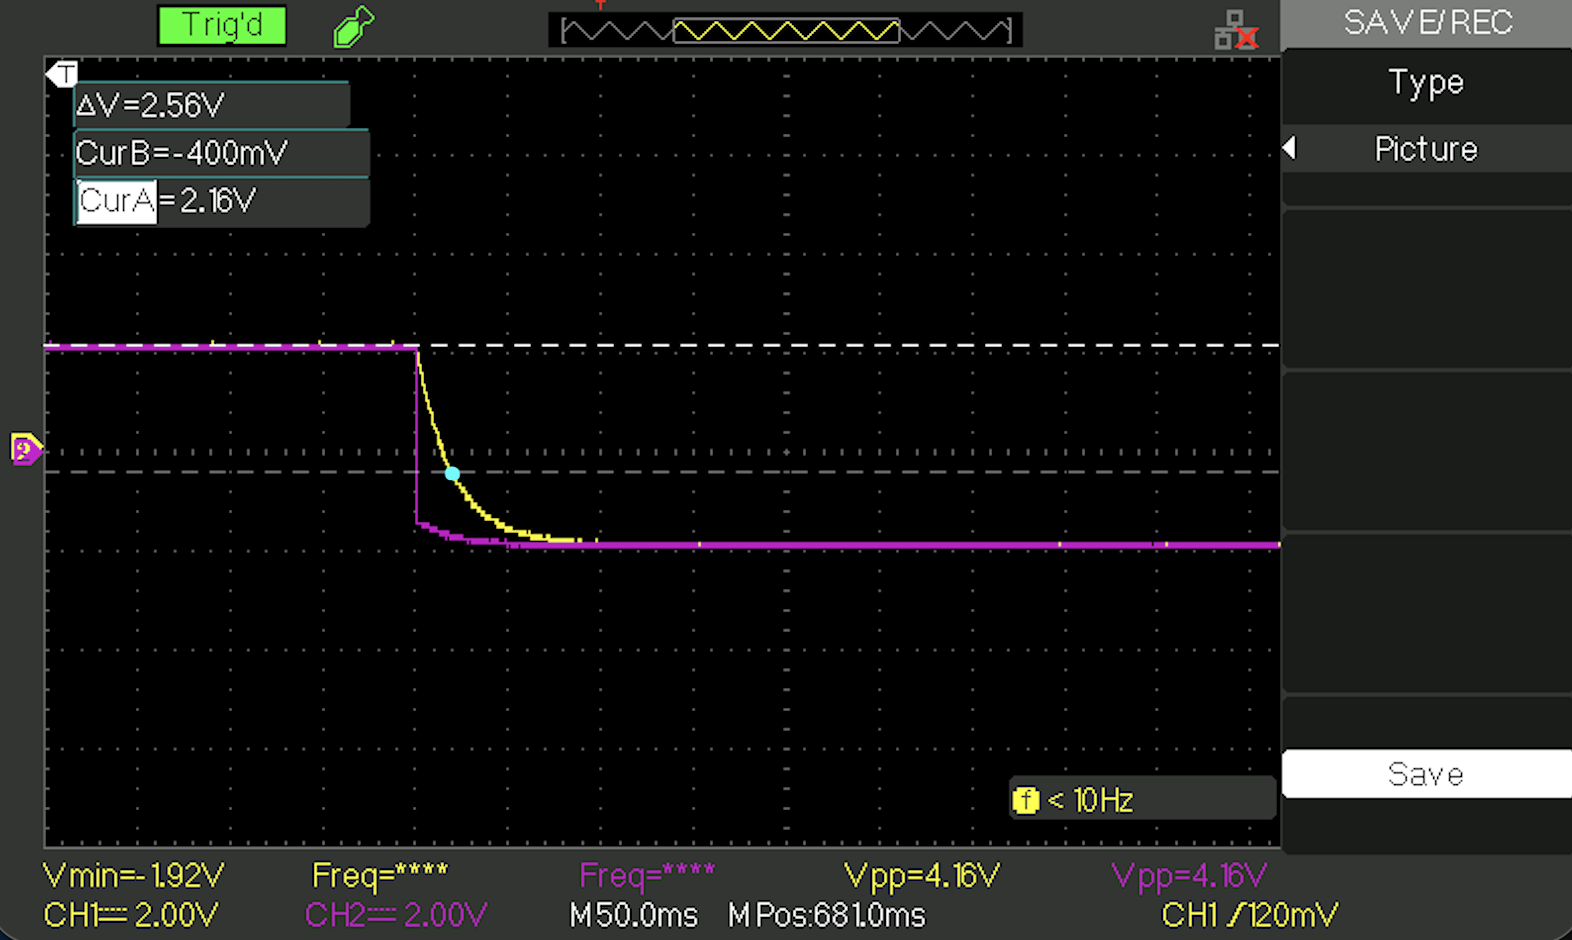 Trig'd
SAVE/REC
T
ΔV=2.56V
CurB=-400mV
CurA=2.16V
Type
Picture
2
f < 10Hz
Save
Vmin=-1.92V Freq=**** Freq=**** Vpp=4.16V Vpp=4.16V
CH1 2.00V CH2 2.00V M50.0ms M Pos:681.0ms CH1 120mV